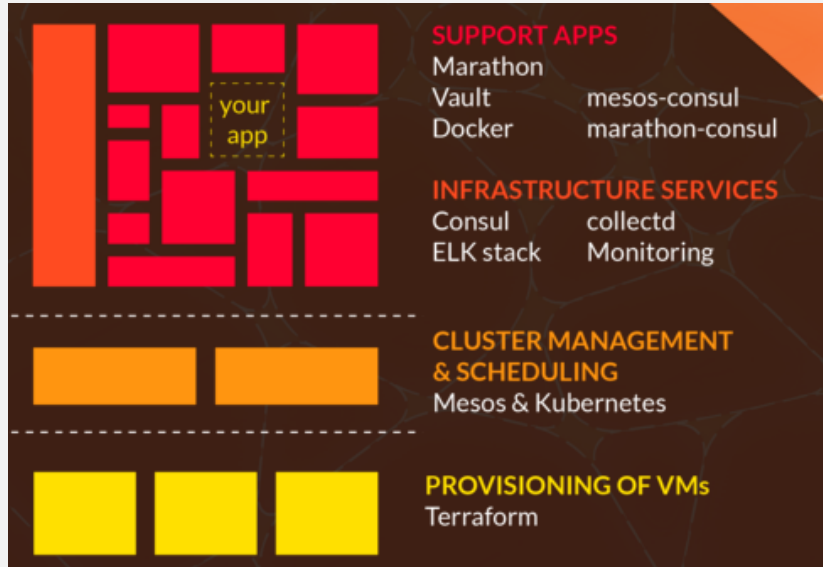 your
app
SUPPORT APPS
Marathon
Vault mesos-consul
Docker marathon-consul
INFRASTRUCTURE SERVICES
Consul collectd
ELK stack Monitoring
CLUSTER MANAGEMENT
& SCHEDULING
Mesos & Kubernetes
PROVISIONING OF VMs
Terraform